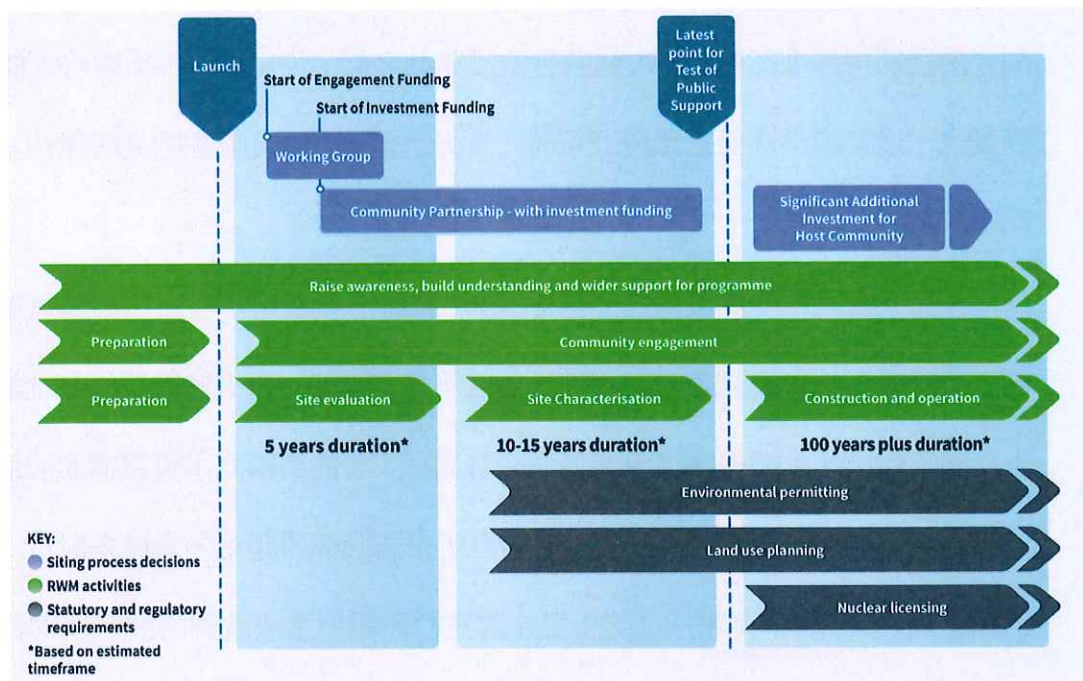 Launch
Latest
point for
Test of
Public
Support
Start of Engagement Funding
Start of Investment Funding
Working Group
Community Partnership - with investment funding
Significant Additional
Investment for
Host Community
Raise awareness, build understanding and wider support for programme
Preparation
Community engagement
Preparation
Site evaluation
Site Characterisation
Construction and operation
5 years duration*
10-15 years duration*
100 years plus duration*
Environmental permitting
Land use planning
Nuclear licensing
KEY:
Siting process decisions
RWM activities
Statutory and regulatory
requirements
*Based on estimated
timeframe